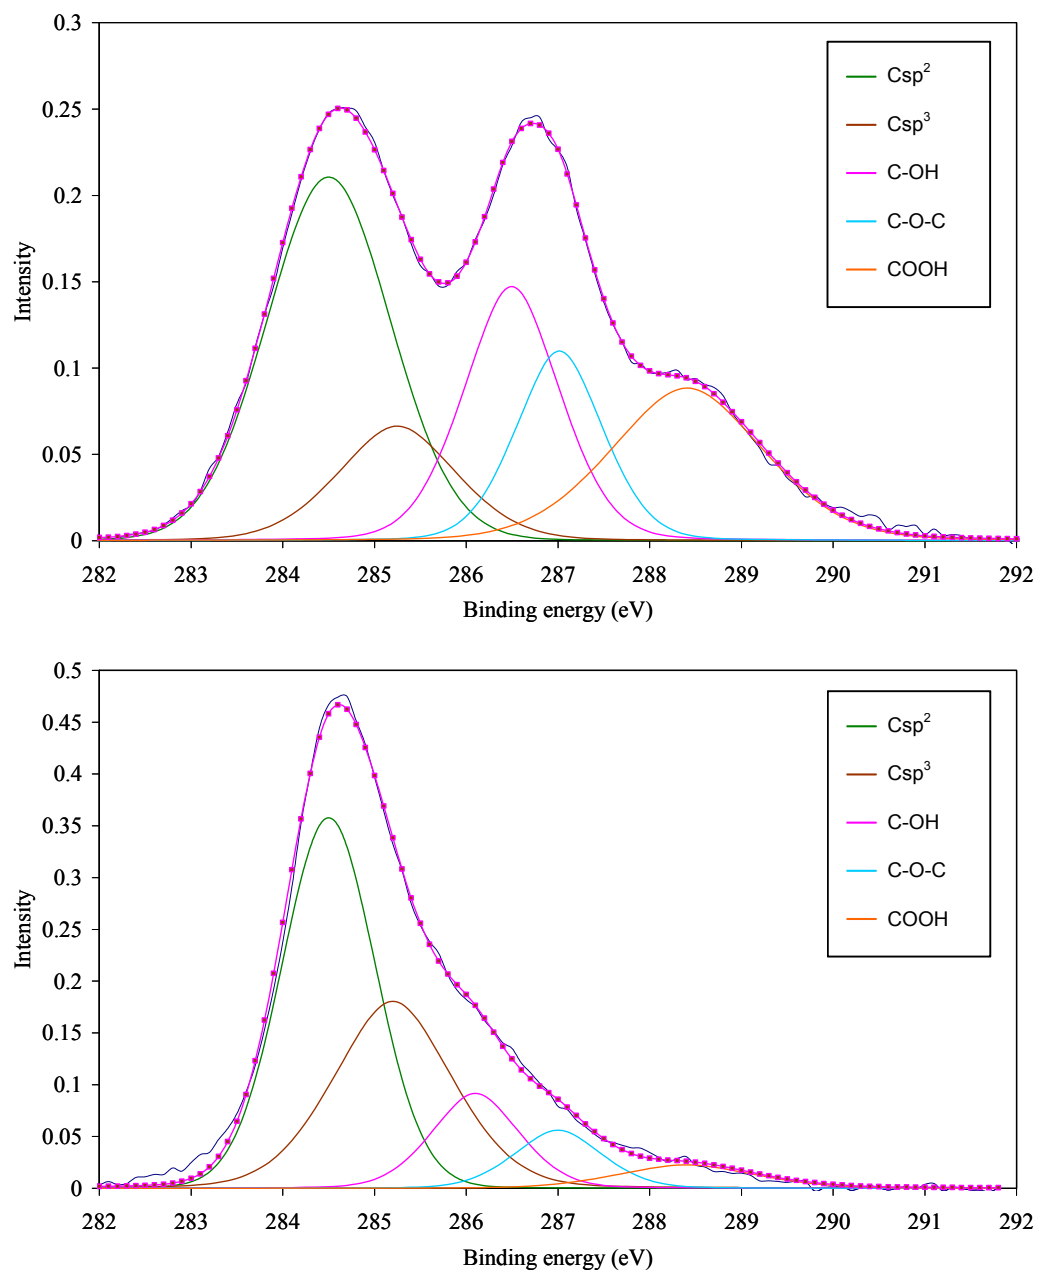 0.3
0.25
0.2
0.15
0.1
0.05
0
Intensity
282 283 284 285 286 287 288 289 290 291 292
Binding energy (eV)
Csp²
Csp³
C-OH
C-O-C
COOH
0.5
0.45
0.4
0.35
0.3
0.25
0.2
0.15
0.1
0.05
0
Intensity
282 283 284 285 286 287 288 289 290 291 292
Binding energy (eV)
Csp²
Csp³
C-OH
C-O-C
COOH